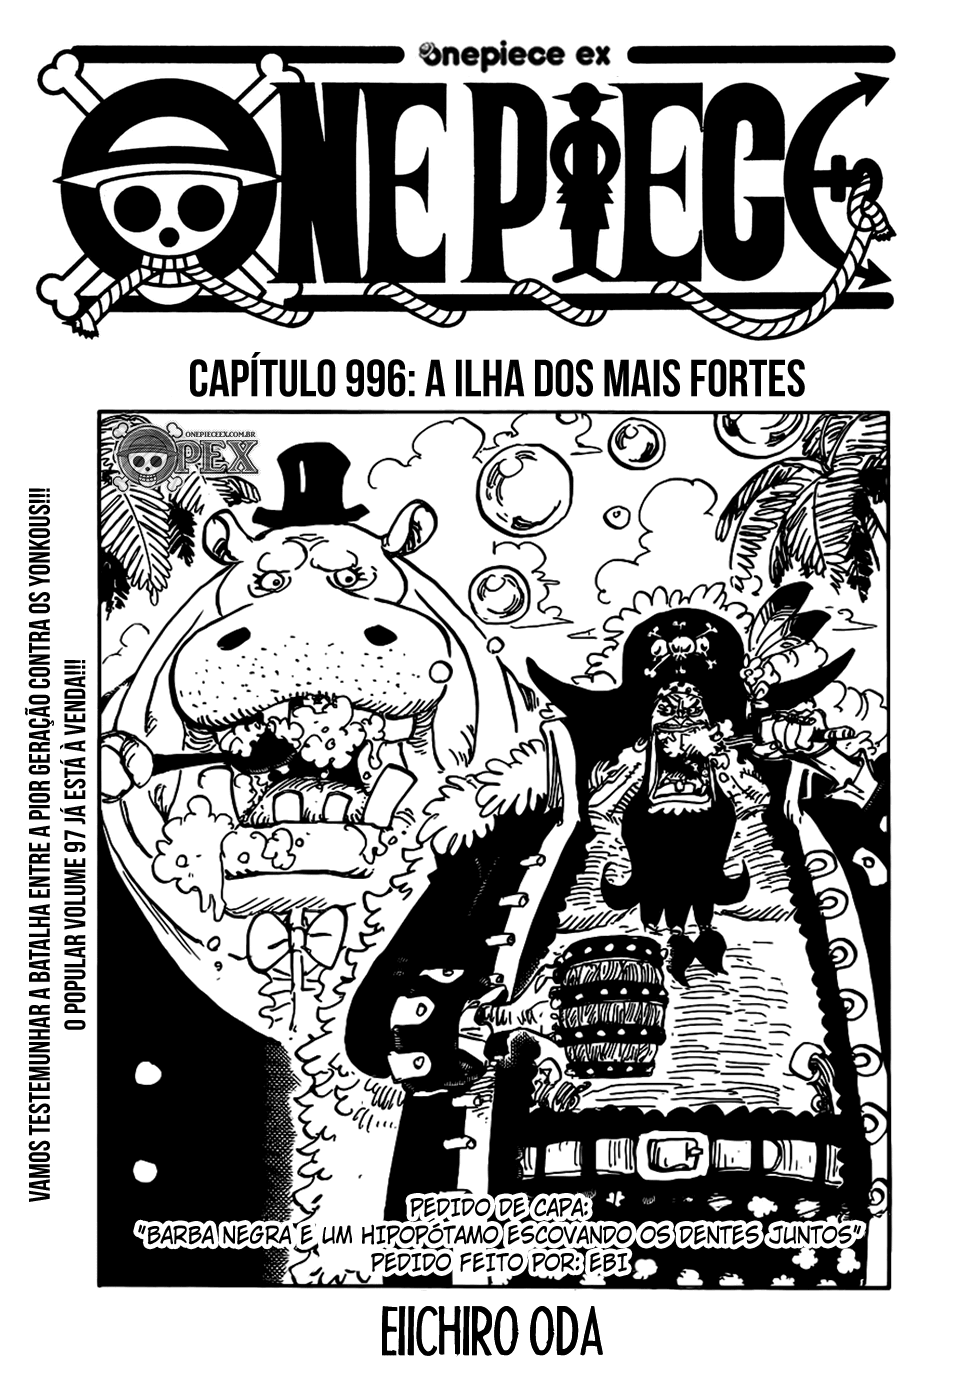 onepiece ex
ONE PIECE
CAPÍTULO 996: A ILHA DOS MAIS FORTES
ONEPIECEEX.COM.BR
OPEX
VAMOS TESTEMUNHAR A BATALHA ENTRE A PIOR GERAÇÃO CONTRA OS YONKOUS!!!
O POPULAR VOLUME 97 JÁ ESTÁ À VENDA!!!
PEDIDO DE CAPA:
"BARBA NEGRA E UM HIPOPÓTAMO ESCOVANDO OS DENTES JUNTOS"
PEDIDO FEITO POR: EBI
EIICHIRO ODA